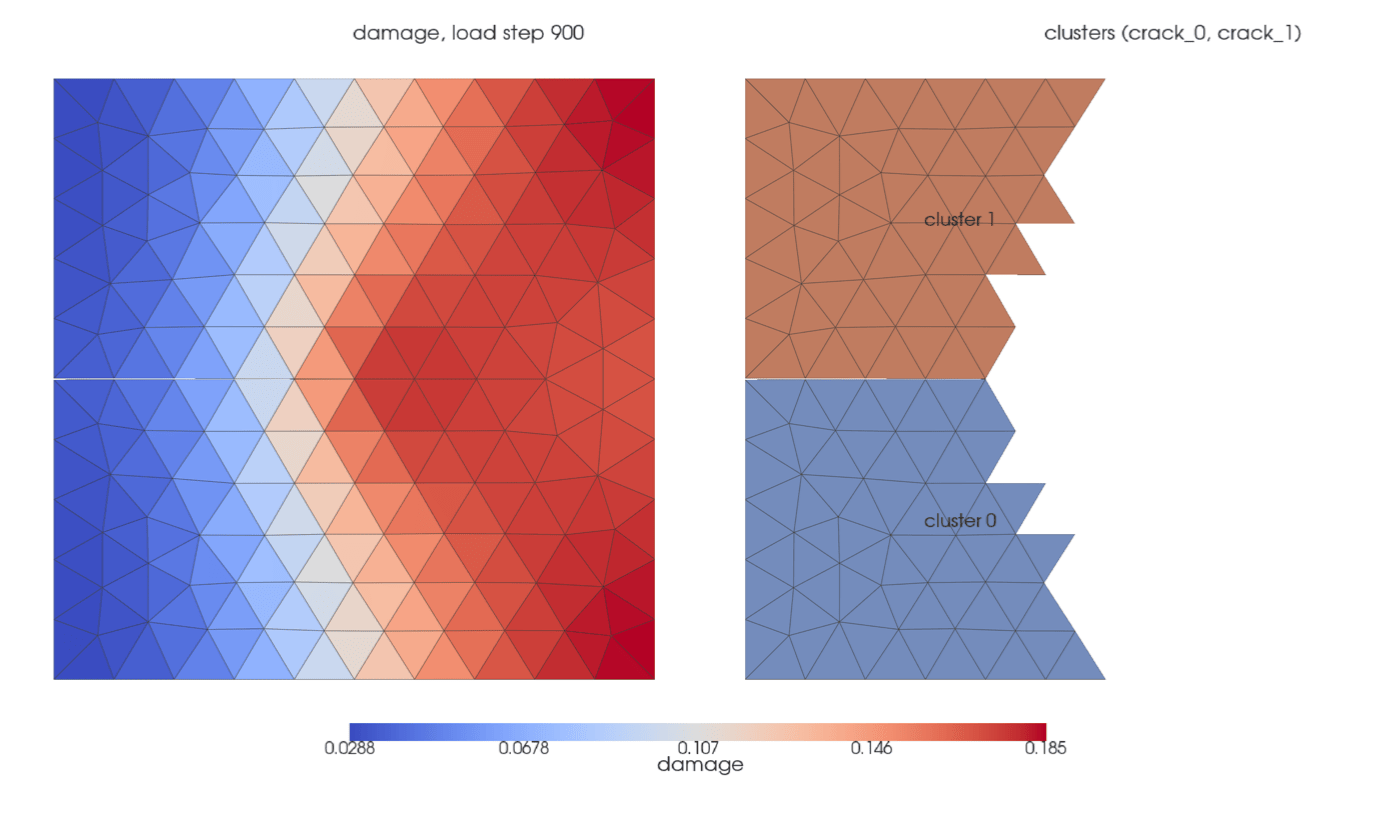 damage, load step 900
clusters (crack_0, crack_1)
cluster 1
cluster 0
0.0288 0.0678 0.107 0.146 0.185
damage